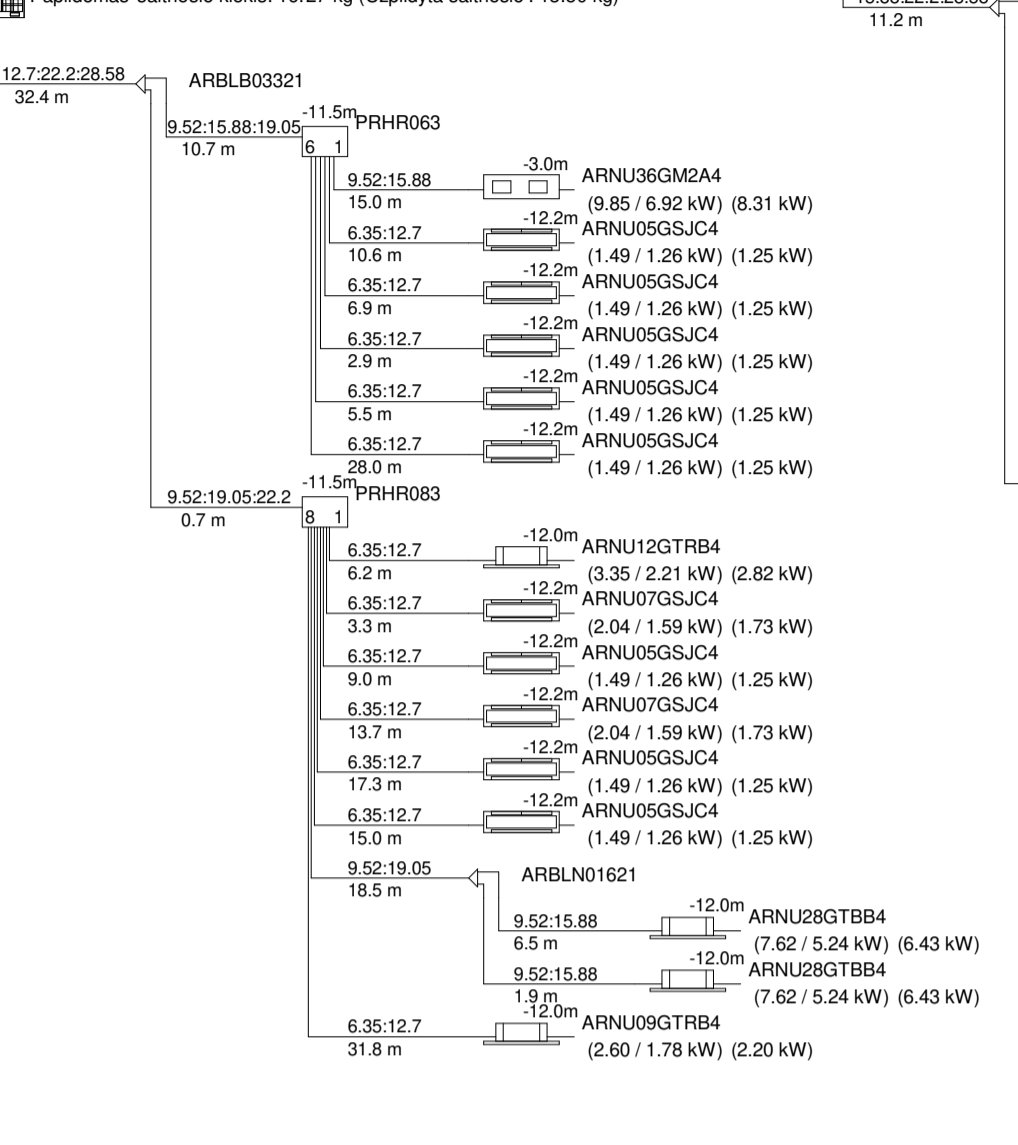 11.2 m
12.7:22.2:28.58
32.4 m
ARBLB03321
9.52:15.88:19.05
10.7 m
-11.5m
PRHR063
6 1
9.52:15.88
15.0 m
-3.0m
ARNU36GM2A4
(9.85 / 6.92 kW) (8.31 kW)
6.35:12.7
10.6 m
-12.2m
ARNU05GSJC4
(1.49 / 1.26 kW) (1.25 kW)
6.35:12.7
6.9 m
-12.2m
ARNU05GSJC4
(1.49 / 1.26 kW) (1.25 kW)
6.35:12.7
2.9 m
-12.2m
ARNU05GSJC4
(1.49 / 1.26 kW) (1.25 kW)
6.35:12.7
5.5 m
-12.2m
ARNU05GSJC4
(1.49 / 1.26 kW) (1.25 kW)
6.35:12.7
28.0 m
-12.2m
ARNU05GSJC4
(1.49 / 1.26 kW) (1.25 kW)
9.52:19.05:22.2
0.7 m
-11.5m
PRHR083
8 1
6.35:12.7
6.2 m
-12.0m
ARNU12GTRB4
(3.35 / 2.21 kW) (2.82 kW)
6.35:12.7
3.3 m
-12.2m
ARNU07GSJC4
(2.04 / 1.59 kW) (1.73 kW)
6.35:12.7
9.0 m
-12.2m
ARNU05GSJC4
(1.49 / 1.26 kW) (1.25 kW)
6.35:12.7
13.7 m
-12.2m
ARNU07GSJC4
(2.04 / 1.59 kW) (1.73 kW)
6.35:12.7
17.3 m
-12.2m
ARNU05GSJC4
(1.49 / 1.26 kW) (1.25 kW)
6.35:12.7
15.0 m
-12.2m
ARNU05GSJC4
(1.49 / 1.26 kW) (1.25 kW)
9.52:19.05
18.5 m
ARBLN01621
9.52:15.88
6.5 m
-12.0m
ARNU28GTBB4
(7.62 / 5.24 kW) (6.43 kW)
9.52:15.88
1.9 m
-12.0m
ARNU28GTBB4
(7.62 / 5.24 kW) (6.43 kW)
6.35:12.7
31.8 m
-12.0m
ARNU09GTRB4
(2.60 / 1.78 kW) (2.20 kW)